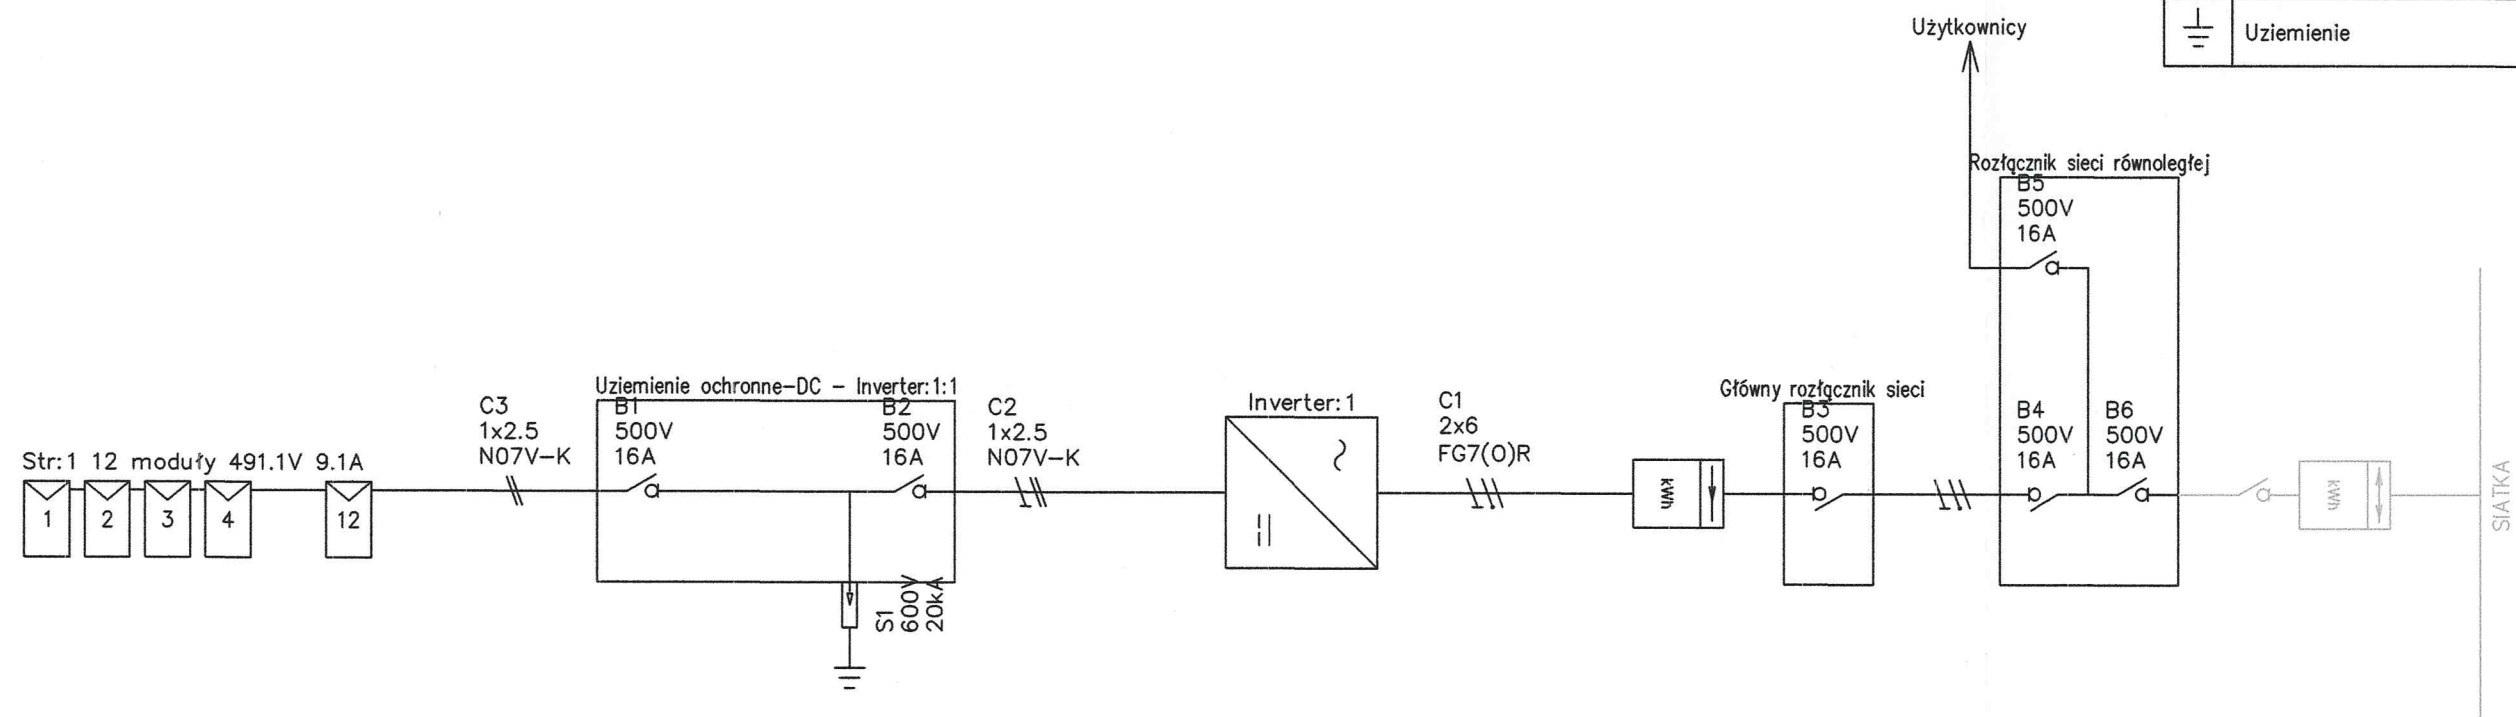 Uziemienie
Użytkownicy
Rozłącznik sieci równoległej
B5
500V
16A
Str:1 12 moduły 491.1V 9.1A
1
2
3
4
12
C3
1x2.5
N07V-K
Uziemienie ochronne-DC - Inverter:1:1
B1
500V
16A
B2
500V
16A
S1
600V
20kA
C2
1x2.5
N07V-K
Inverter:1
C1
2x6
FG7(O)R
kWh
Główny rozłącznik sieci
B3
500V
16A
B4
500V
16A
B6
500V
16A
kWh
SIATKA